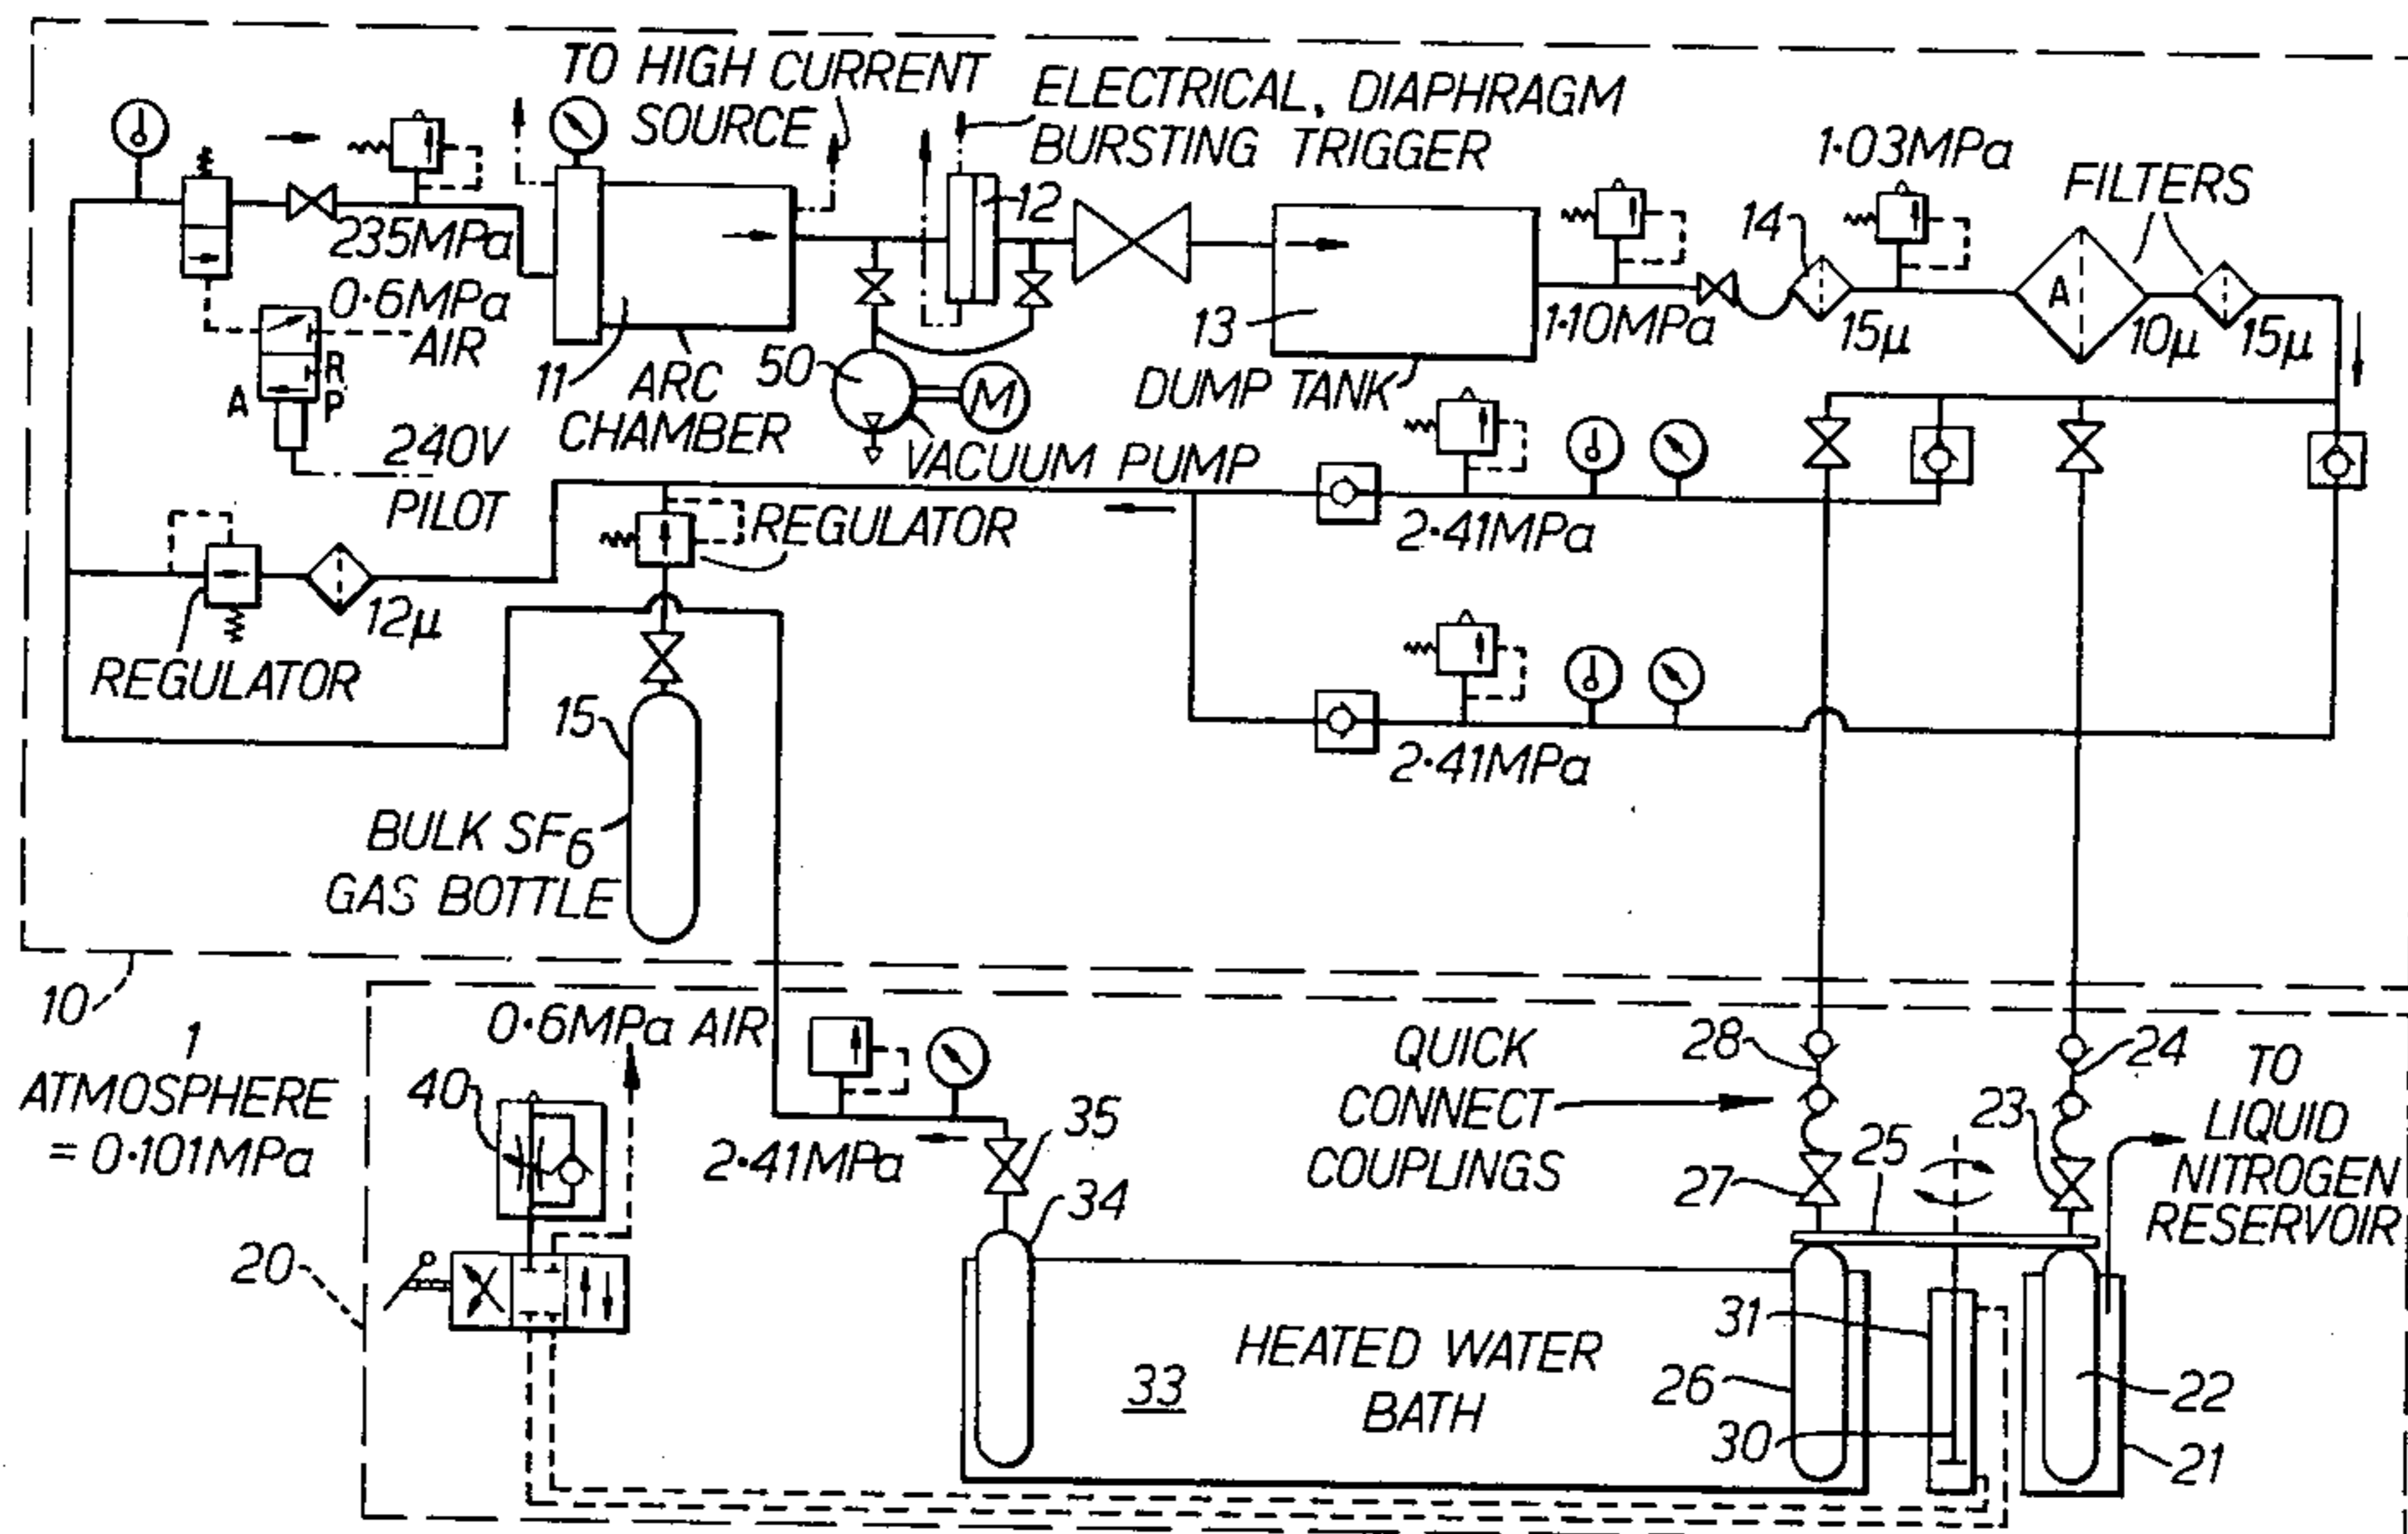 TO HIGH CURRENT
SOURCE
ELECTRICAL, DIAPHRAGM
BURSTING TRIGGER
12
1·03MPa
FILTERS
14
235MPa
0·6MPa
AIR
R
A P
240V
PILOT
11
ARC
CHAMBER
50
M
VACUUM PUMP
13
DUMP TANK
1·10MPa
15µ
A
10µ
15µ
REGULATOR
2·41MPa
12µ
REGULATOR
2·41MPa
15
BULK SF6
GAS BOTTLE
10
1
ATMOSPHERE
= 0·101MPa
0·6MPa AIR
40
20
2·41MPa
35
34
QUICK
CONNECT
COUPLINGS
28
24
27
25
23
TO
LIQUID
NITROGEN
RESERVOIR
HEATED WATER
BATH
33
31
26
30
22
21